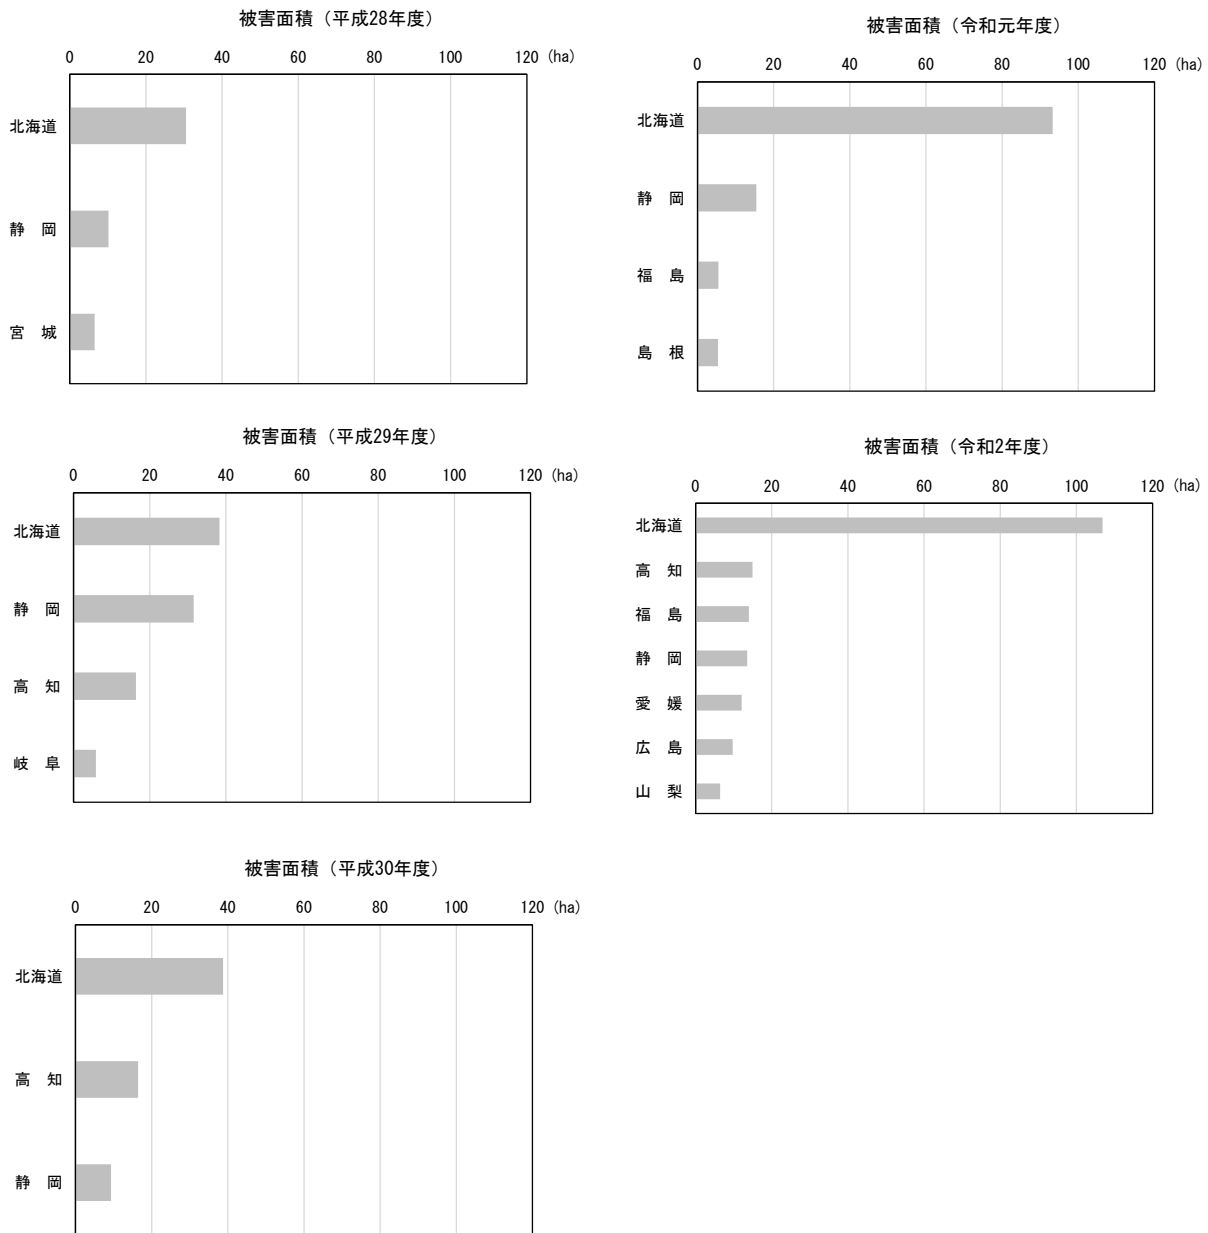 被害面積（平成28年度）
0 20 40 60 80 100 120 (ha)
北海道
静 岡
宮 城
被害面積（平成29年度）
0 20 40 60 80 100 120 (ha)
北海道
静 岡
高 知
岐 阜
被害面積（平成30年度）
0 20 40 60 80 100 120 (ha)
北海道
高 知
静 岡
被害面積（令和元年度）
0 20 40 60 80 100 120 (ha)
北海道
静 岡
福 島
島 根
被害面積（令和2年度）
0 20 40 60 80 100 120 (ha)
北海道
高 知
福 島
静 岡
愛 媛
広 島
山 梨